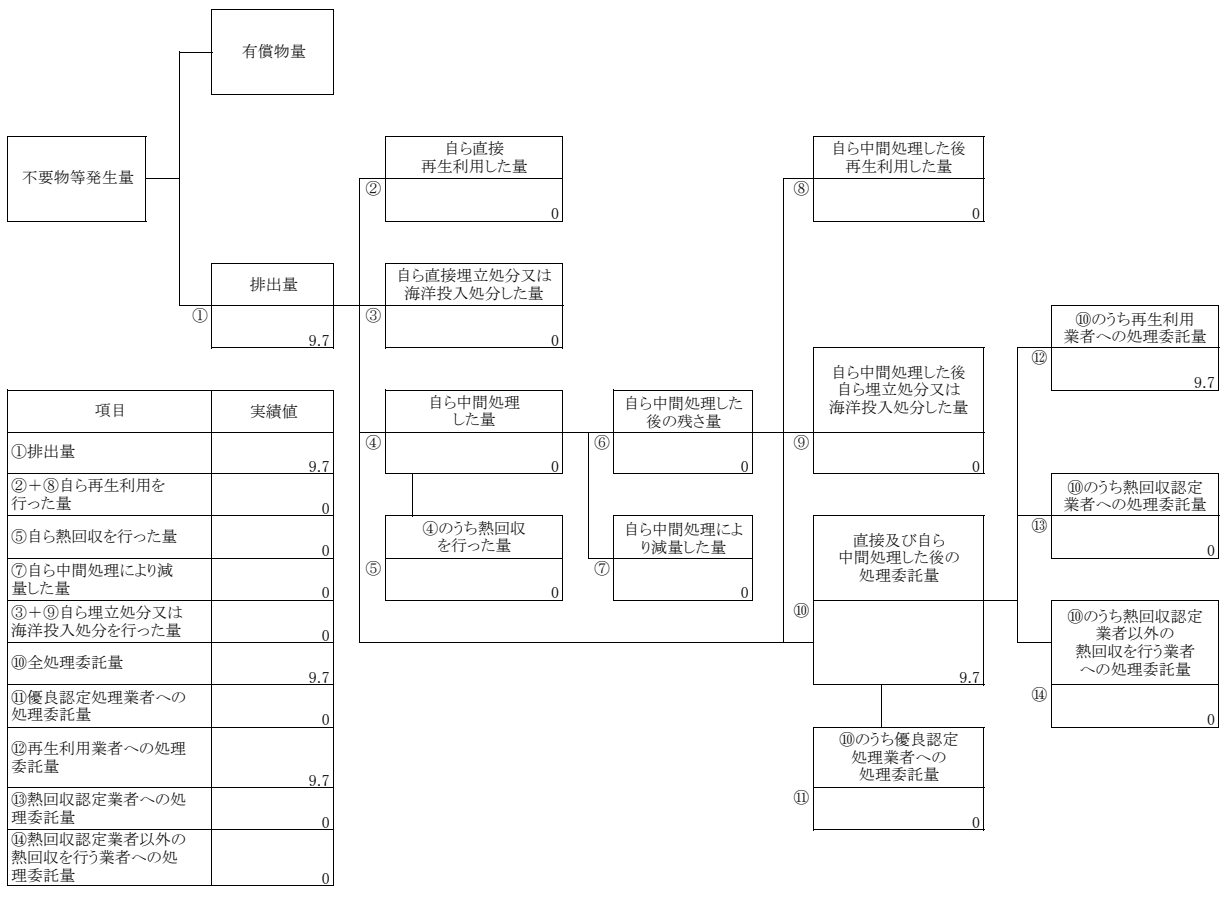 有償物量
不要物等発生量
排出量
①
9.7
自ら直接
再生利用した量
②
0
自ら直接埋立処分又は
海洋投入処分した量
③
0
自ら中間処理
した量
④
0
④のうち熱回収
を行った量
⑤
0
自ら中間処理した
後の残さ量
⑥
0
自ら中間処理によ
り減量した量
⑦
0
自ら中間処理した後
再生利用した量
⑧
0
自ら中間処理した後
自ら埋立処分又は
海洋投入処分した量
⑨
0
直接及び自ら
中間処理した後の
処理委託量
⑩
9.7
⑩のうち優良認定
処理業者への
処理委託量
⑪
0
⑩のうち再生利用
業者への処理委託量
⑫
9.7
⑩のうち熱回収認定
業者への処理委託量
⑬
0
⑩のうち熱回収認定
業者以外の
熱回収を行う業者
への処理委託量
⑭
0
項目 実績値
①排出量
9.7
②＋⑧自ら再生利用を
行った量
0
⑤自ら熱回収を行った量
0
⑦自ら中間処理により減
量した量
0
③＋⑨自ら埋立処分又は
海洋投入処分を行った量
0
⑩全処理委託量
9.7
⑪優良認定処理業者への
処理委託量
0
⑫再生利用業者への処理
委託量
9.7
⑬熱回収認定業者への処
理委託量
0
⑭熱回収認定業者以外の
熱回収を行う業者への処
理委託量
0